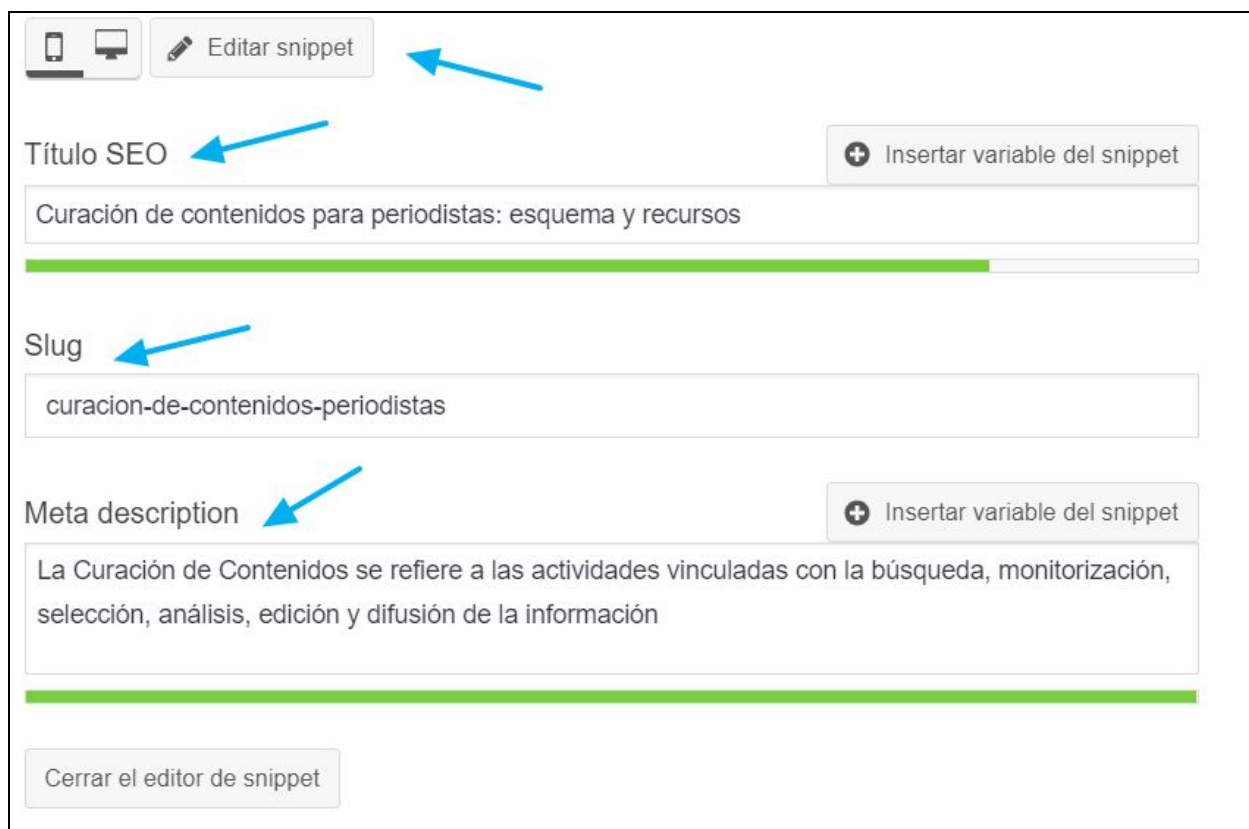 Editar snippet
Título SEO
Insertar variable del snippet
Curación de contenidos para periodistas: esquema y recursos
Slug
curacion-de-contenidos-periodistas
Meta description
Insertar variable del snippet
La Curación de Contenidos se refiere a las actividades vinculadas con la búsqueda, monitorización,
selección, análisis, edición y difusión de la información
Cerrar el editor de snippet